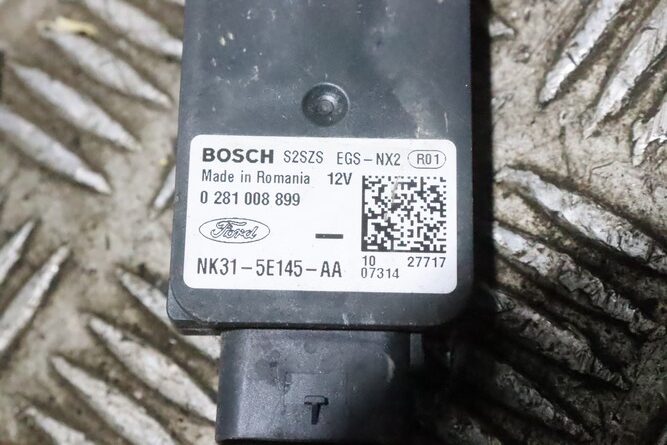 BOSCH S2SZS EGS-NX2 R01
Made in Romania 12V
0 281 008 899
Ford
NK31-5E145-AA
10 27717
07314
T